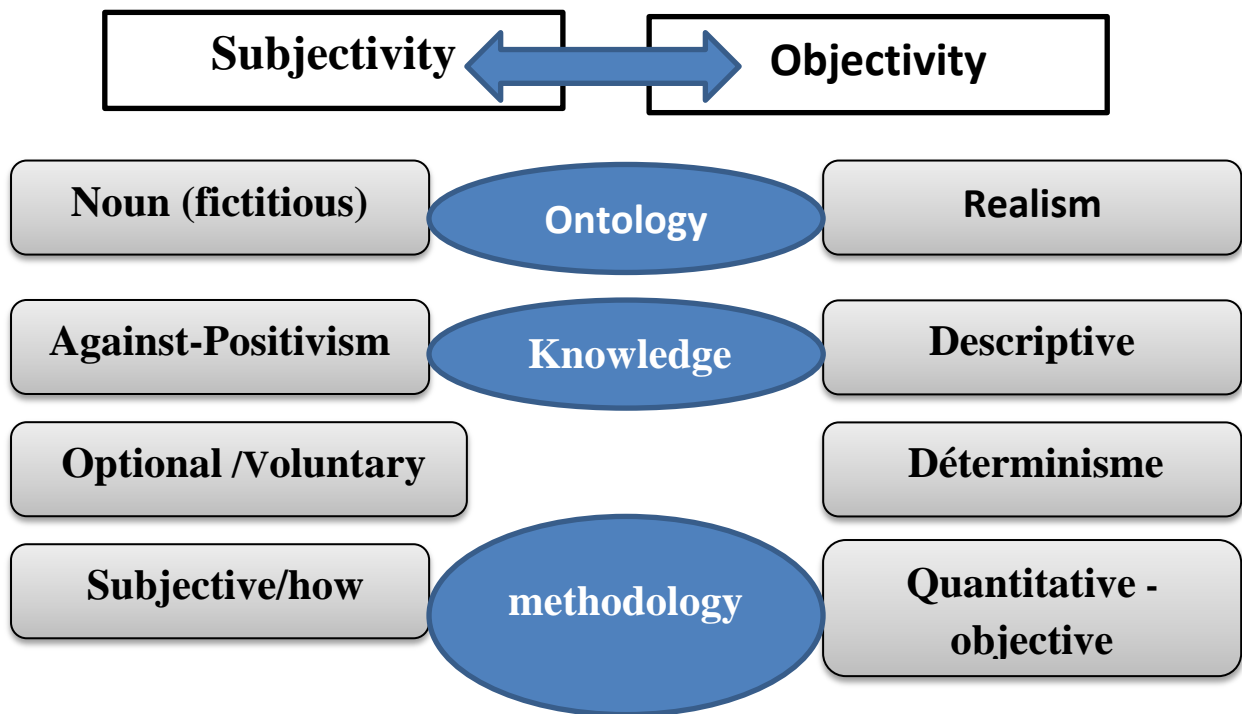 Subjectivity
Objectivity
Noun (fictitious)
Ontology
Realism
Against-Positivism
Knowledge
Descriptive
Optional /Voluntary
Déterminisme
Subjective/how
methodology
Quantitative -
objective